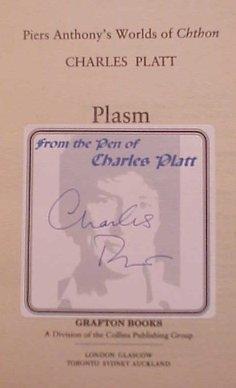 Piers Anthony's Worlds of Chthon
CHARLES PLATT
Plasm
From the Pen of
Charles Platt
Charles
Platt
GRAFTON BOOKS
A Division of the Collins Publishing Group
LONDON GLASGOW
TORONTO SYDNEY AUCKLAND